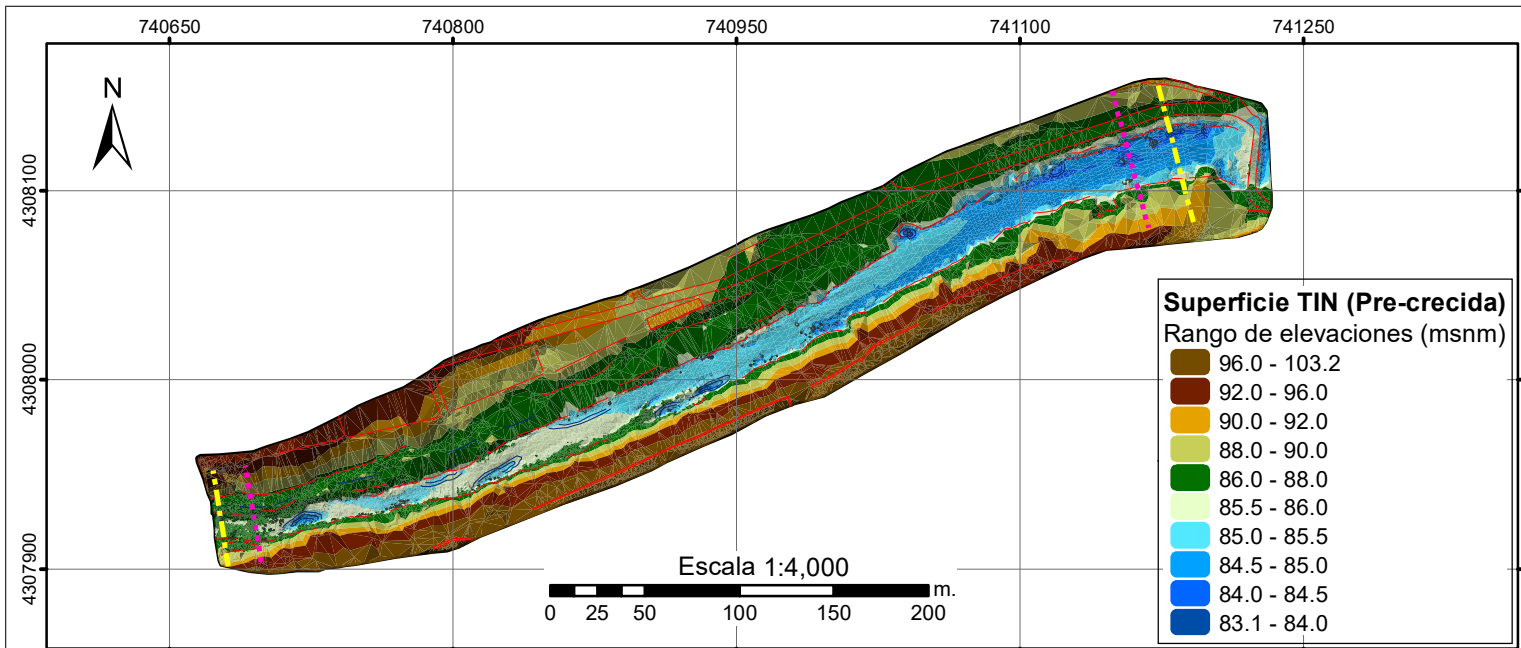 740650 740800 740950 741100 741250
N
4308100
4308000
4307900
Superficie TIN (Pre-crecida)
Rango de elevaciones (msnm)
96.0 - 103.2
92.0 - 96.0
90.0 - 92.0
88.0 - 90.0
86.0 - 88.0
85.5 - 86.0
85.0 - 85.5
84.5 - 85.0
84.0 - 84.5
83.1 - 84.0
Escala 1:4,000
m.
0 25 50 100 150 200